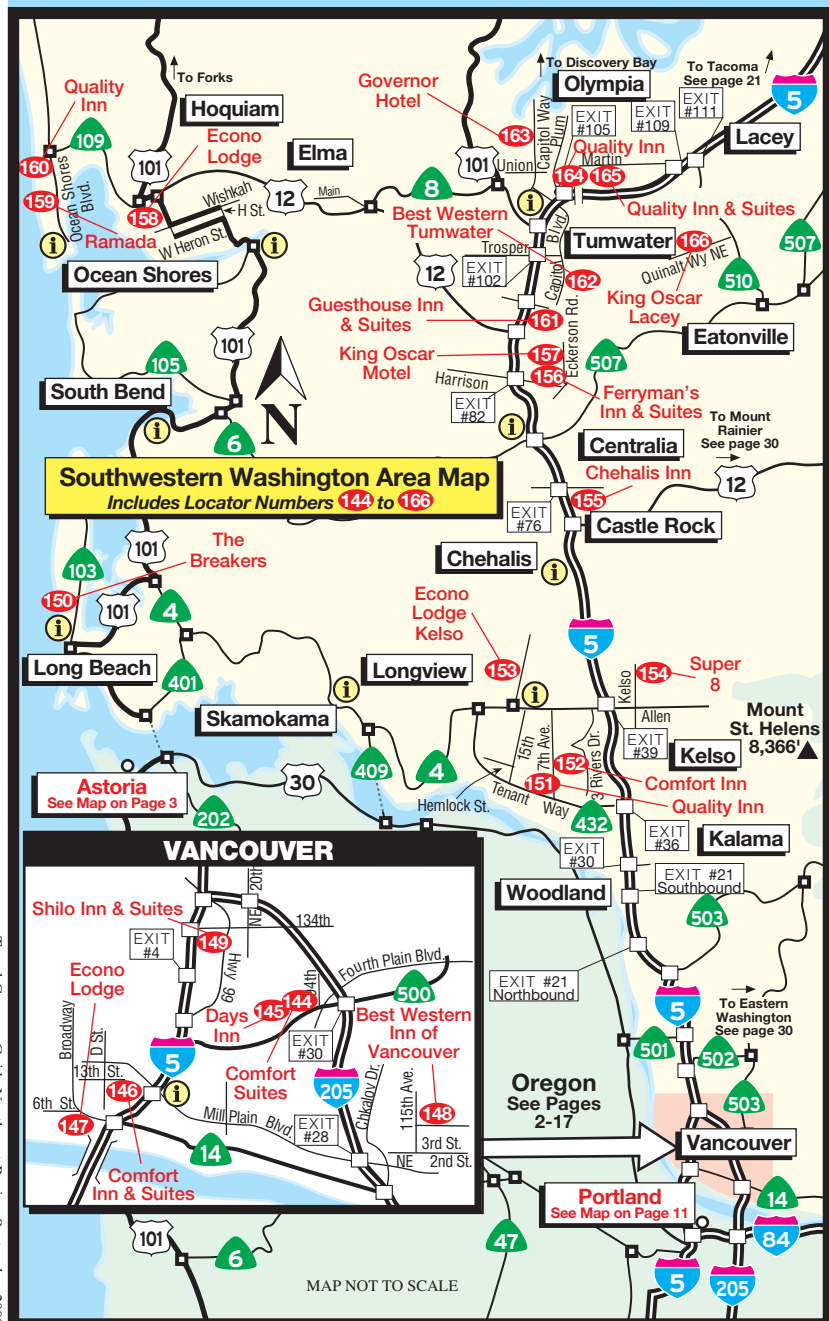 To Forks
To Discovery Bay
To Tacoma
See page 21
Quality
Inn
Hoquiam
Governor
Hotel
Olympia
5
109
Econo
Lodge
Elma
163
Capitol Way
Plum
EXIT
#105
EXIT
#109
EXIT
#111
Lacey
101
101
Union
Quality Inn
Martin
160
Ocean Shores
Blvd.
158
Wishkah
H St.
12
Main
8
164
165
159
Ramada
W Heron St.
i
i
i
Best Western
Tumwater
Quality Inn & Suites
Ocean Shores
Trosper
EXIT
#102
Capitol
Blvd.
Tumwater
166
Quinalt Wy NE
507
510
12
162
King Oscar
Lacey
Guesthouse Inn
& Suites
161
Eckerson Rd.
Eatonville
101
105
King Oscar
Motel
157
156
507
South Bend
N
Harrison
EXIT
#82
Ferryman's
Inn & Suites
i
6
i
Centralia
To Mount
Rainier
See page 30
Southwestern Washington Area Map
Includes Locator Numbers 144 to 166
Chehalis Inn
155
12
EXIT
#76
Castle Rock
101
The
Breakers
Chehalis
i
103
150
101
4
i
Econo
Lodge
Kelso
5
Long Beach
401
Longview
153
Kelso
154
Super
8
i
i
Skamokama
Allen
Mount
St. Helens
8,366'
EXIT
#39
Kelso
15th
7th Ave.
3 Rivers Dr.
152
Comfort Inn
Astoria
See Map on Page 3
30
409
4
Hemlock St.
151
Tenant Way
Quality Inn
202
432
EXIT
#36
Kalama
EXIT
#30
VANCOUVER
EXIT #21
Southbound
Woodland
503
NE 20th
Shilo Inn & Suites
149
134th
EXIT
#4
Hwy 99
EXIT #21
Northbound
Econo
Lodge
Fourth Plain Blvd.
5
To Eastern
Washington
See page 30
Broadway
D St.
Days
Inn
145
144
500
EXIT
#30
Best Western
Inn of
Vancouver
501
502
13th St.
5
Comfort
Suites
Oregon
See Pages
2-17
146
i
205
Chkalov Dr.
115th Ave.
148
503
6th St.
147
Mill Plain Blvd.
EXIT
#28
3rd St.
NE 2nd St.
Vancouver
14
Comfort
Inn & Suites
14
Portland
See Map on Page 11
84
101
6
47
MAP NOT TO SCALE
5
205